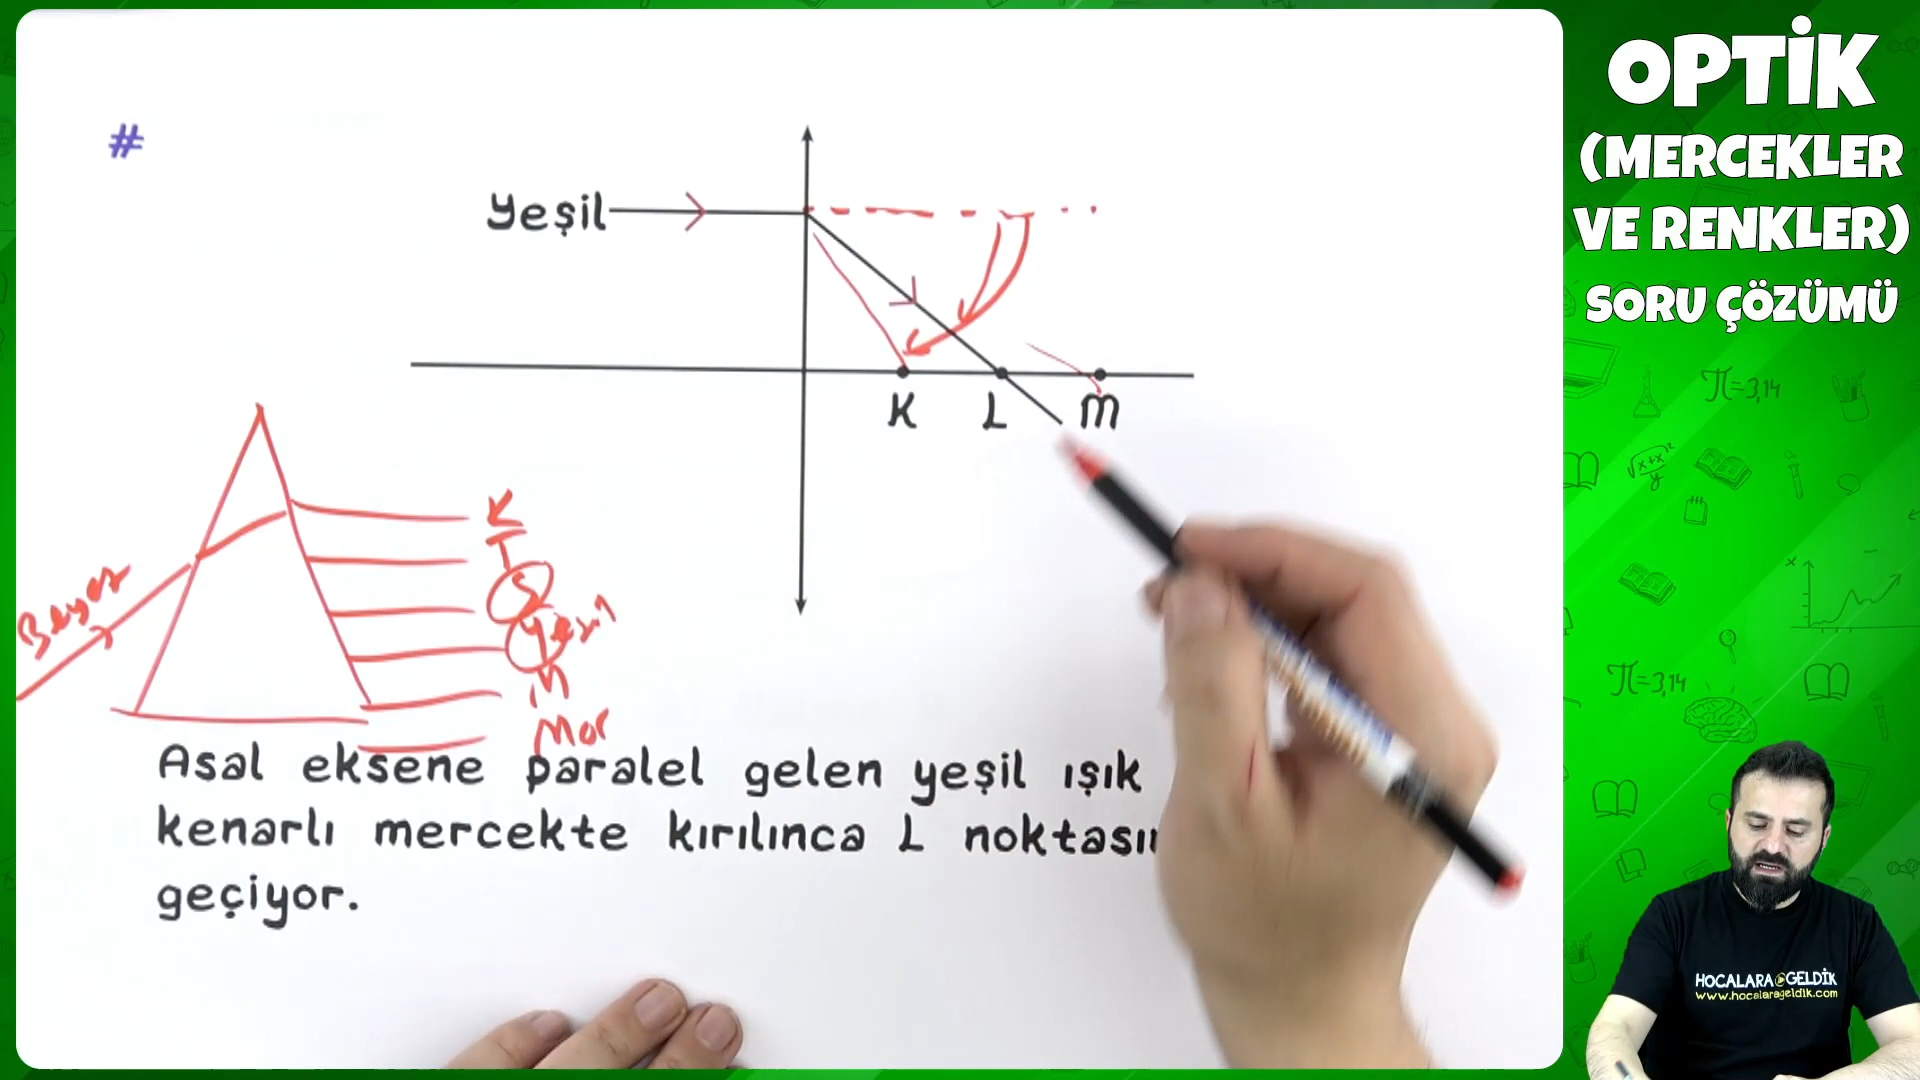 #
Yeşil
K L M
Beyaz
K
T
S
Yeşil
M
Mor
Asal eksene paralel gelen yeşil ışık
kenarlı mercekte kırılınca L
geçiyor.
OPTİK
(MERCEKLER
VE RENKLER)
SORU ÇÖZÜMÜ
π=3,14
√x+x² / y
x
π=3,14
HOCALARA GELDİK
www.hocalarageldik.com